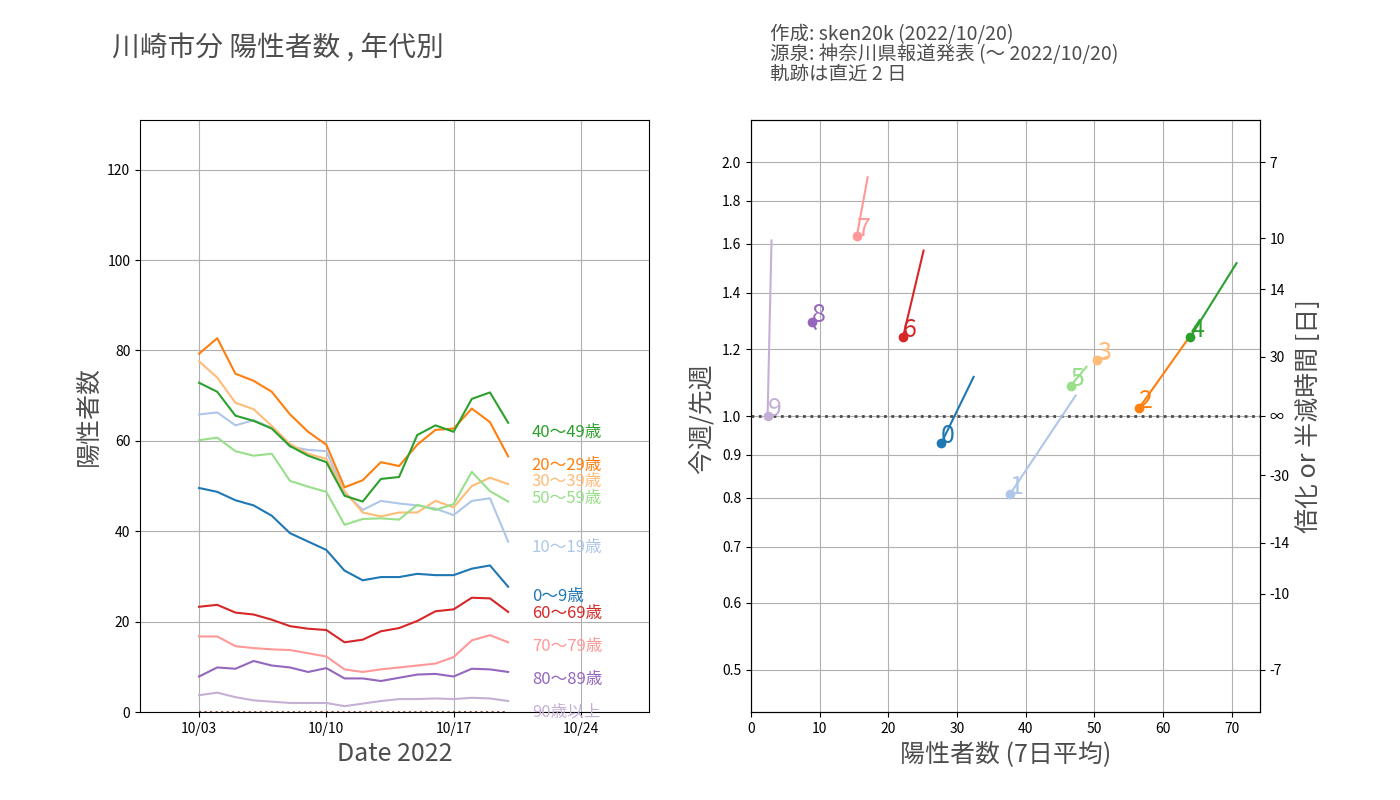 川崎市分 陽性者数 , 年代別
作成: sken20k (2022/10/20)
源泉: 神奈川県報道発表 (〜 2022/10/20)
軌跡は直近 2 日
陽性者数
120
100
80
60
40
20
0
40〜49歳
20〜29歳
30〜39歳
50〜59歳
10〜19歳
0〜9歳
60〜69歳
70〜79歳
80〜89歳
90歳以上
10/03 10/10 10/17 10/24
Date 2022
今週/先週
2.0
1.8
1.6
1.4
1.2
1.0
0.9
0.8
0.7
0.6
0.5
7
8
6
4
3
5
2
9
0
1
7
10
14
30
∞
-30
-14
-10
-7
倍化 or 半減時間 [日]
0 10 20 30 40 50 60 70
陽性者数 (7日平均)